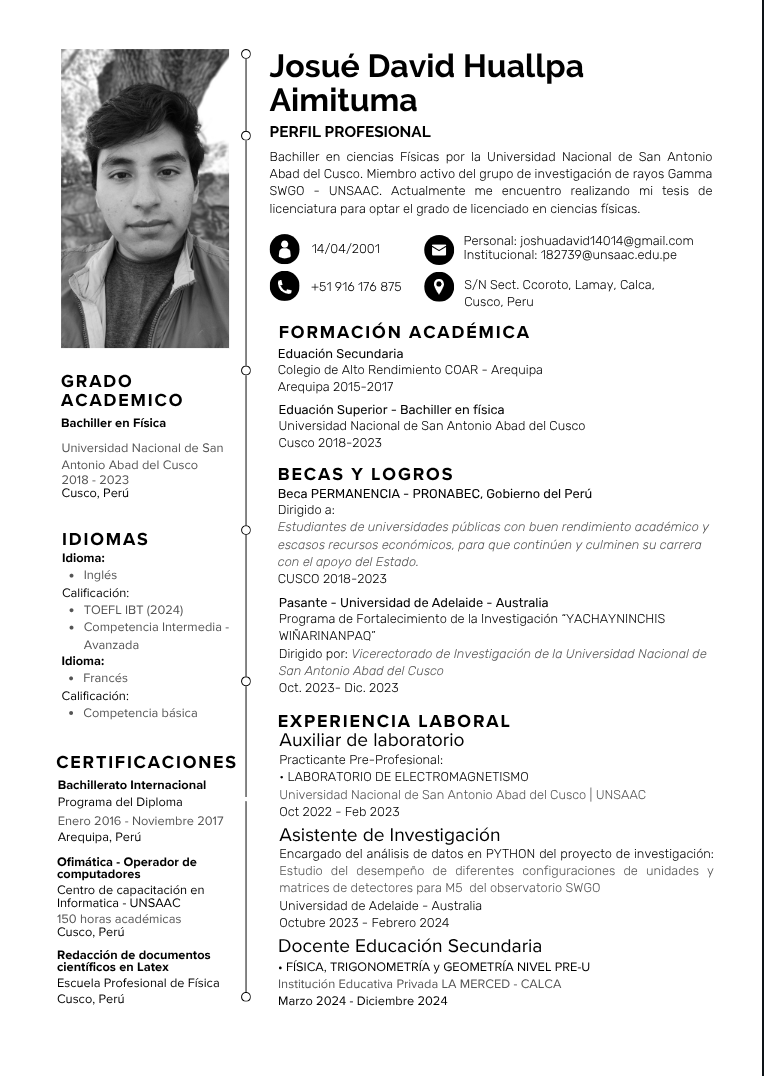 Josué David Huallpa
Aimituma
PERFIL PROFESIONAL
Bachiller en ciencias Físicas por la Universidad Nacional de San Antonio
Abad del Cusco. Miembro activo del grupo de investigación de rayos Gamma
SWGO - UNSAAC. Actualmente me encuentro realizando mi tesis de
licenciatura para optar el grado de licenciado en ciencias físicas.
14/04/2001
Personal: joshuadavid14014@gmail.com
Institucional: 182739@unsaac.edu.pe
+51 916 176 875
S/N Sect. Ccoroto, Lamay, Calca,
Cusco, Peru
GRADO
ACADEMICO
Bachiller en Física
Universidad Nacional de San
Antonio Abad del Cusco
2018 - 2023
Cusco, Perú
IDIOMAS
Idioma:
• Inglés
Calificación:
• TOEFL IBT (2024)
• Competencia Intermedia -
Avanzada
Idioma:
• Francés
Calificación:
• Competencia básica
CERTIFICACIONES
Bachillerato Internacional
Programa del Diploma
Enero 2016 - Noviembre 2017
Arequipa, Perú
Ofimática - Operador de
computadores
Centro de capacitación en
Informatica - UNSAAC
150 horas académicas
Cusco, Perú
Redacción de documentos
científicos en Latex
Escuela Profesional de Física
Cusco, Perú
FORMACIÓN ACADÉMICA
Eduación Secundaria
Colegio de Alto Rendimiento COAR - Arequipa
Arequipa 2015-2017
Eduación Superior - Bachiller en física
Universidad Nacional de San Antonio Abad del Cusco
Cusco 2018-2023
BECAS Y LOGROS
Beca PERMANENCIA - PRONABEC, Gobierno del Perú
Dirigido a:
Estudiantes de universidades públicas con buen rendimiento académico y
escasos recursos económicos, para que continúen y culminen su carrera
con el apoyo del Estado.
CUSCO 2018-2023
Pasante - Universidad de Adelaide - Australia
Programa de Fortalecimiento de la Investigación “YACHAYNINCHIS
WIÑARINANPAQ”
Dirigido por: Vicerectorado de Investigación de la Universidad Nacional de
San Antonio Abad del Cusco
Oct. 2023- Dic. 2023
EXPERIENCIA LABORAL
Auxiliar de laboratorio
Practicante Pre-Profesional:
• LABORATORIO DE ELECTROMAGNETISMO
Universidad Nacional de San Antonio Abad del Cusco | UNSAAC
Oct 2022 - Feb 2023
Asistente de Investigación
Encargado del análisis de datos en PYTHON del proyecto de investigación:
Estudio del desempeño de diferentes configuraciones de unidades y
matrices de detectores para M5 del observatorio SWGO
Universidad de Adelaide - Australia
Octubre 2023 - Febrero 2024
Docente Educación Secundaria
• FÍSICA, TRIGONOMETRÍA y GEOMETRÍA NIVEL PRE-U
Institución Educativa Privada LA MERCED - CALCA
Marzo 2024 - Diciembre 2024